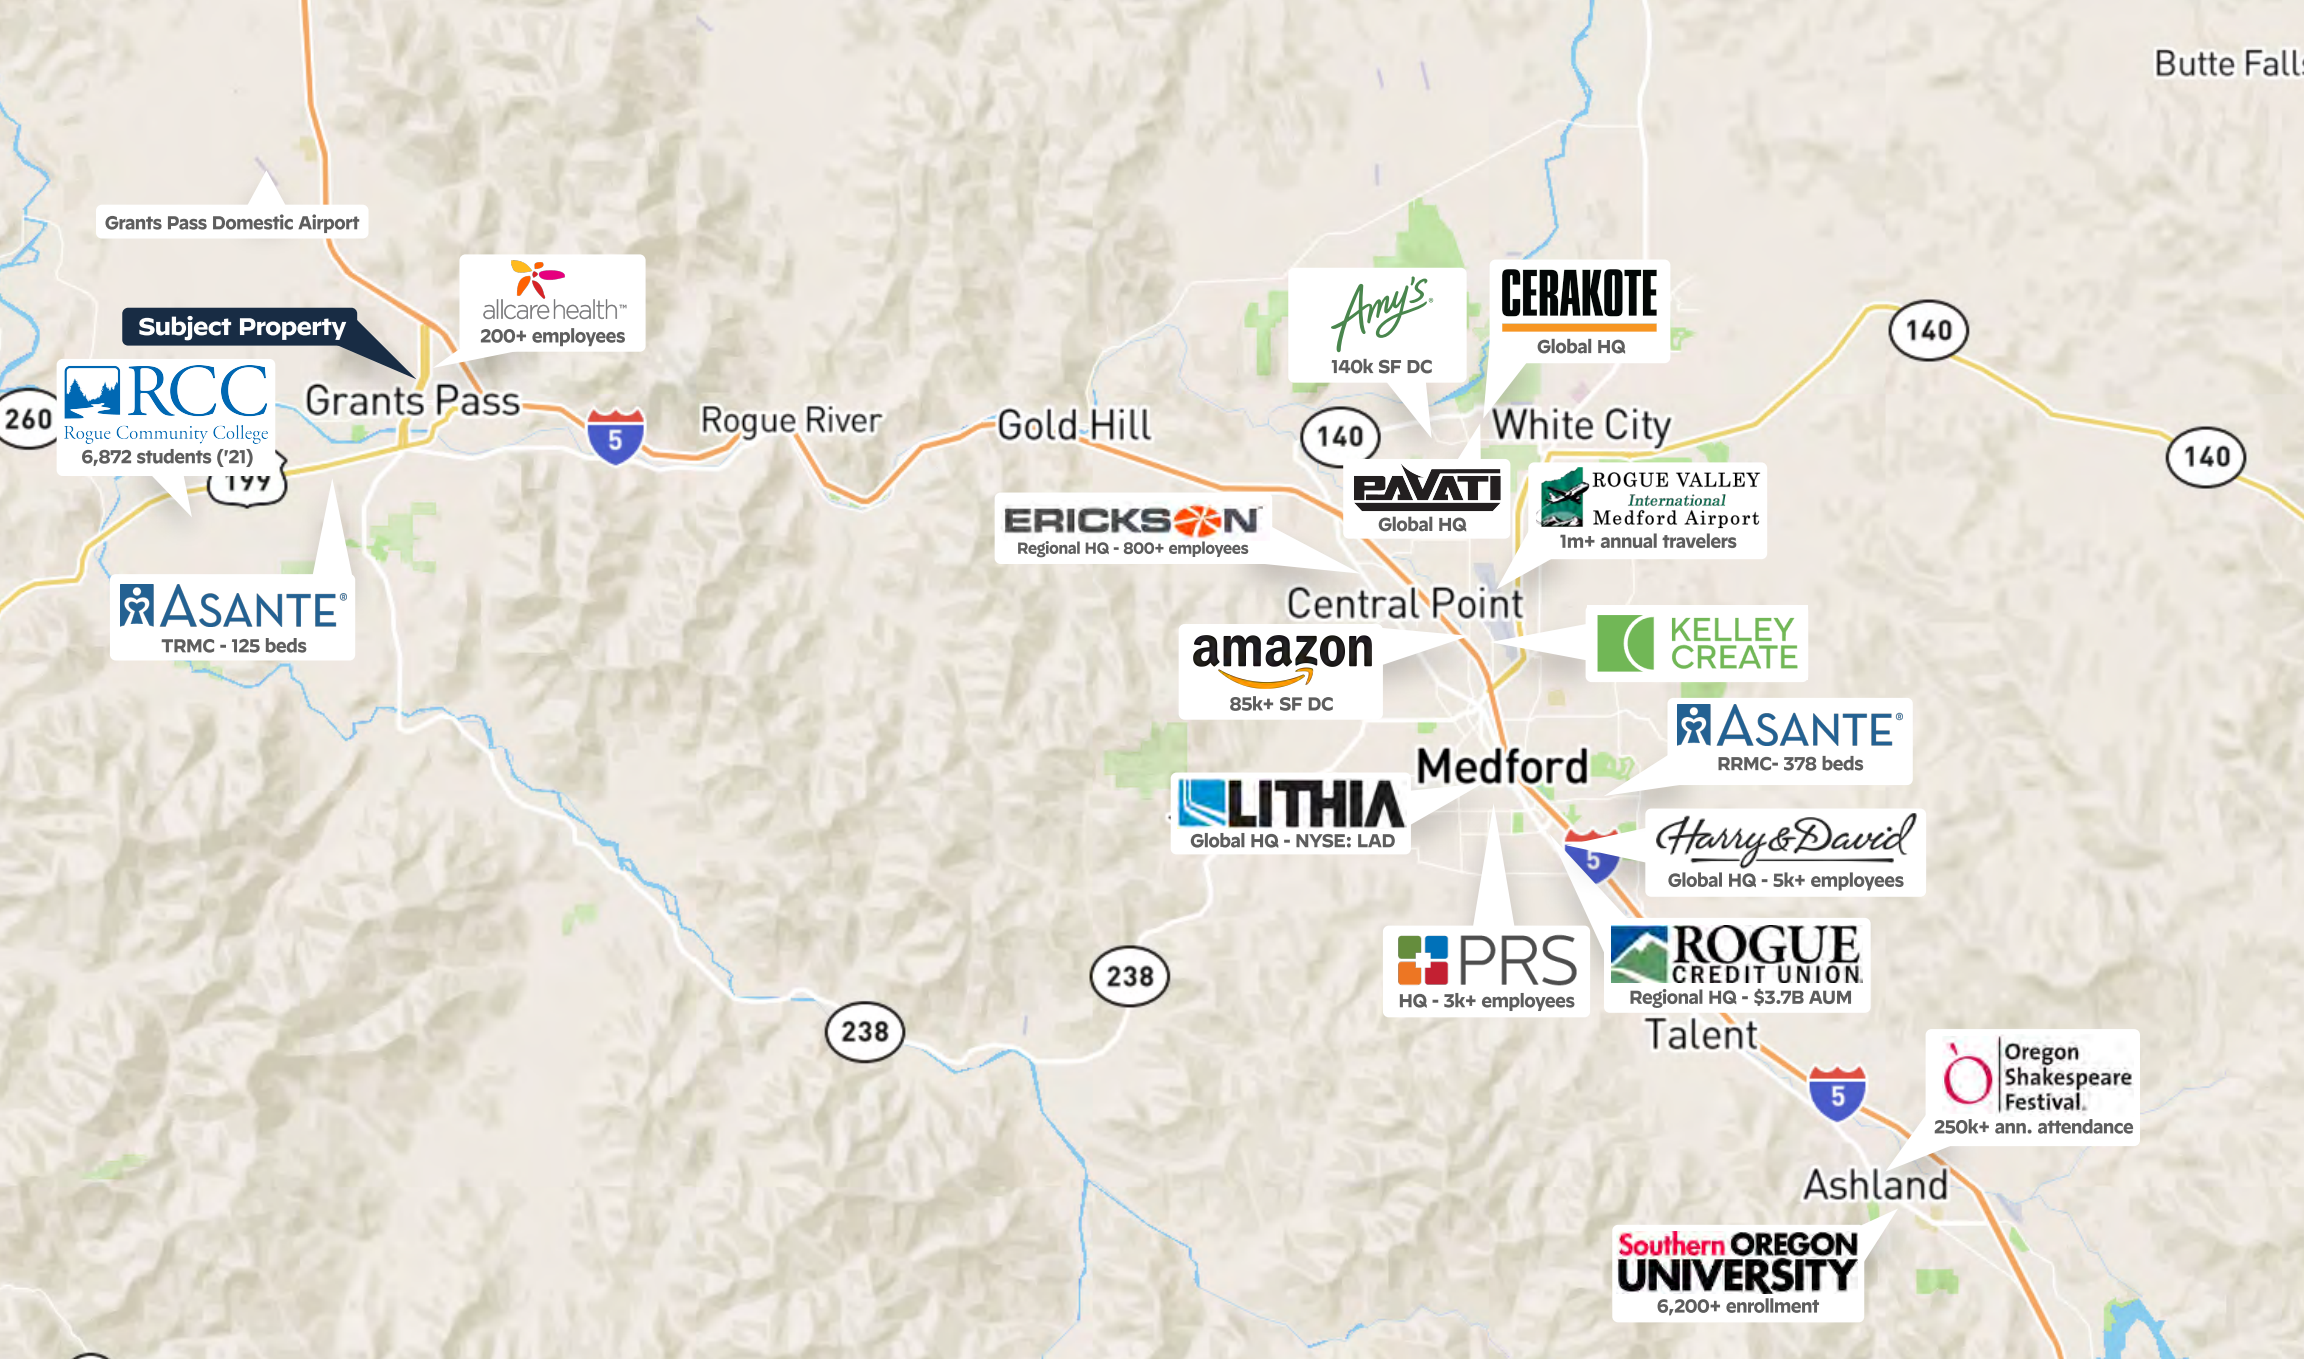 Butte Falls
Grants Pass Domestic Airport
allcare health™
200+ employees
Subject Property
RCC
Rogue Community College
6,872 students ('21)
260
199
Grants Pass
5
Rogue River
Gold Hill
Amy's®
140k SF DC
CERAKOTE
Global HQ
140
140
White City
140
PAVATI
Global HQ
ROGUE VALLEY
International
Medford Airport
1m+ annual travelers
ERICKSON
Regional HQ - 800+ employees
ASANTE®
TRMC - 125 beds
Central Point
amazon
85k+ SF DC
KELLEY
CREATE
ASANTE®
RRMC- 378 beds
Medford
LITHIA
Global HQ - NYSE: LAD
5
Harry & David
Global HQ - 5k+ employees
PRS
HQ - 3k+ employees
ROGUE
CREDIT UNION
Regional HQ - $3.7B AUM
238
238
Talent
5
Oregon
Shakespeare
Festival.
250k+ ann. attendance
Ashland
Southern OREGON
UNIVERSITY
6,200+ enrollment